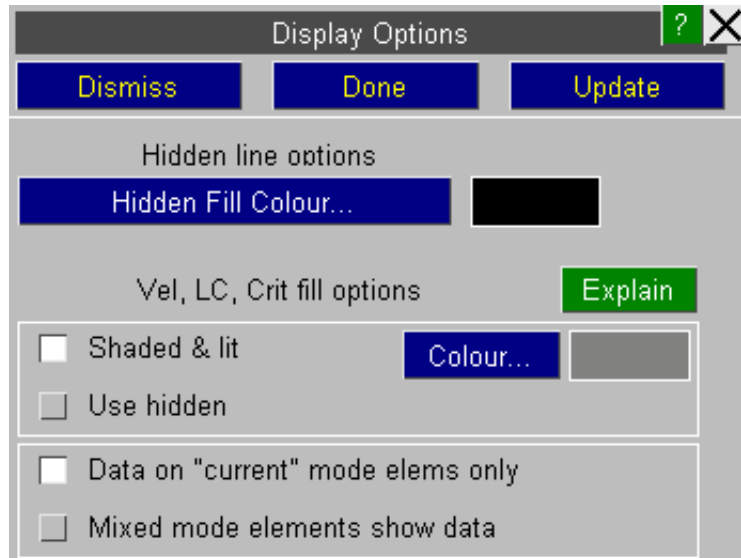 Display Options ?
Dismiss Done Update
Hidden line options
Hidden Fill Colour...
Vel, LC, Crit fill options Explain
Shaded & lit Colour...
Use hidden
Data on "current" mode elems only
Mixed mode elements show data